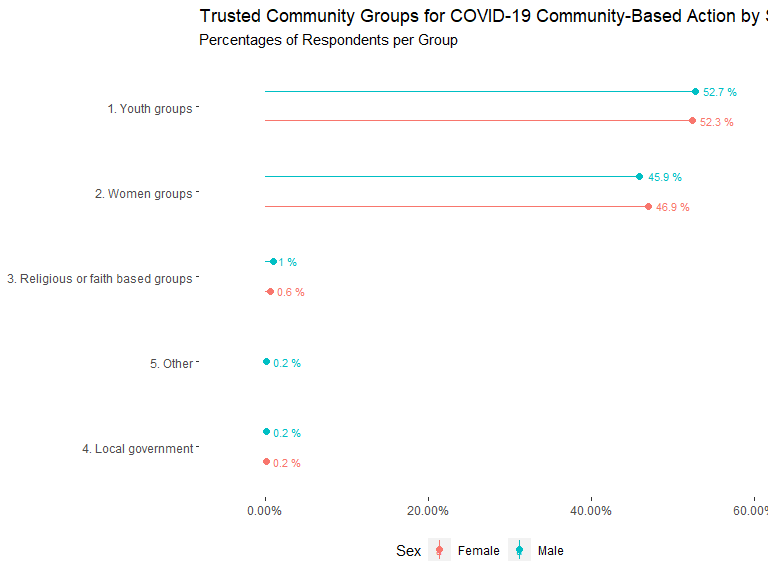 Trusted Community Groups for COVID-19 Community-Based Action by
Percentages of Respondents per Group
52.7 %
1. Youth groups
52.3 %
45.9 %
2. Women groups
46.9 %
1 %
3. Religious or faith based groups
0.6 %
5. Other
0.2 %
0.2 %
4. Local government
0.2 %
0.00% 20.00% 40.00% 60.00%
Sex Female Male